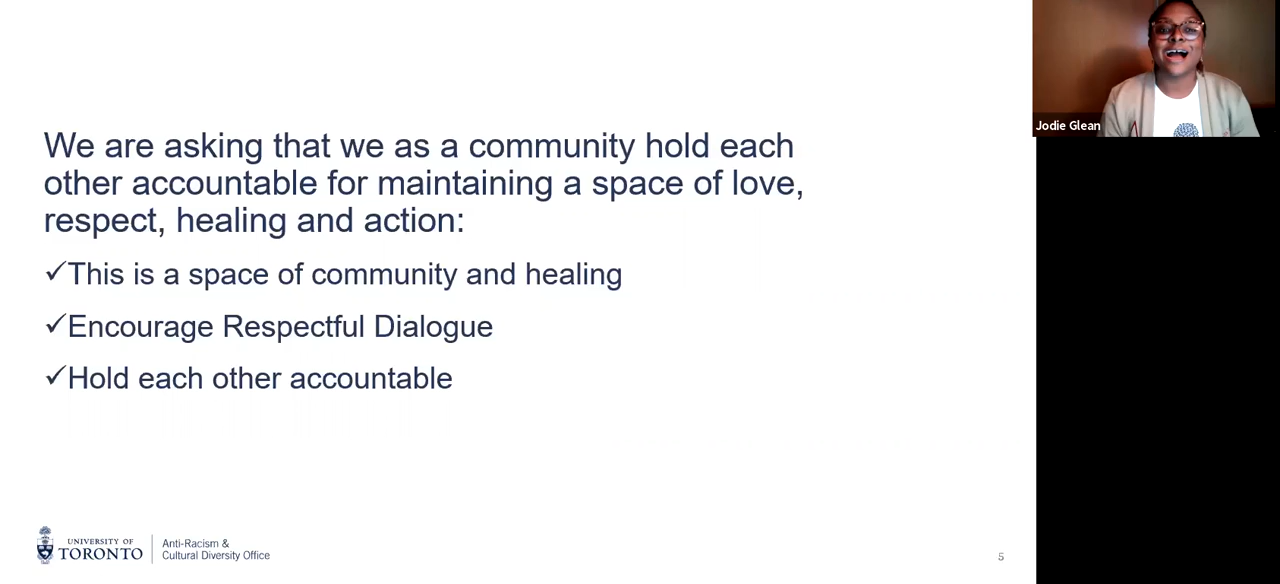 We are asking that we as a community hold each
other accountable for maintaining a space of love,
respect, healing and action:
✓This is a space of community and healing
✓Encourage Respectful Dialogue
✓Hold each other accountable
UNIVERSITY OF
TORONTO
Anti-Racism &
Cultural Diversity Office
5
Jodie Glean